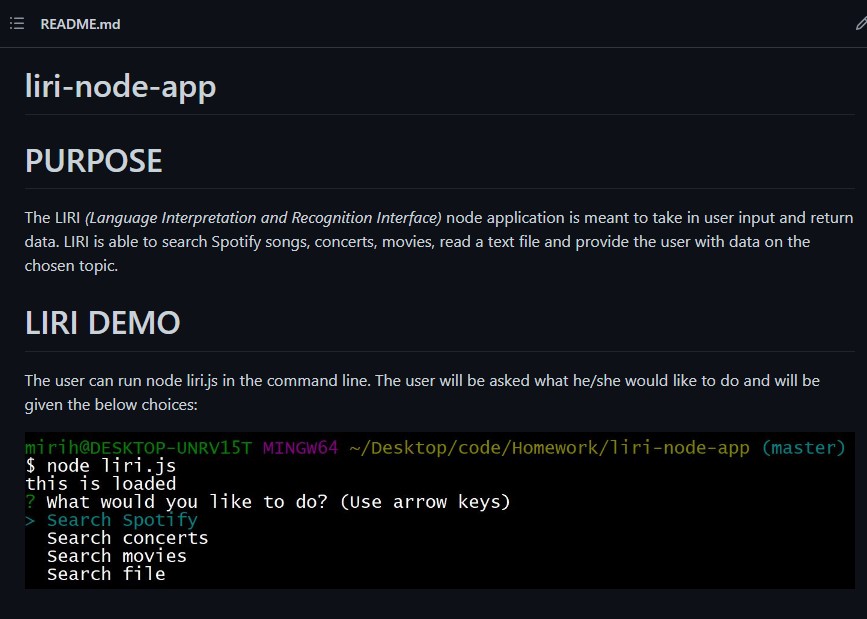 README.md
liri-node-app
PURPOSE
The LIRI (Language Interpretation and Recognition Interface) node application is meant to take in user input and return
data. LIRI is able to search Spotify songs, concerts, movies, read a text file and provide the user with data on the
chosen topic.
LIRI DEMO
The user can run node liri.js in the command line. The user will be asked what he/she would like to do and will be
given the below choices:
mirih@DESKTOP-UNRV15T MINGW64 ~/Desktop/code/Homework/liri-node-app (master)
$ node liri.js
this is loaded
? What would you like to do? (Use arrow keys)
> Search Spotify
Search concerts
Search movies
Search file